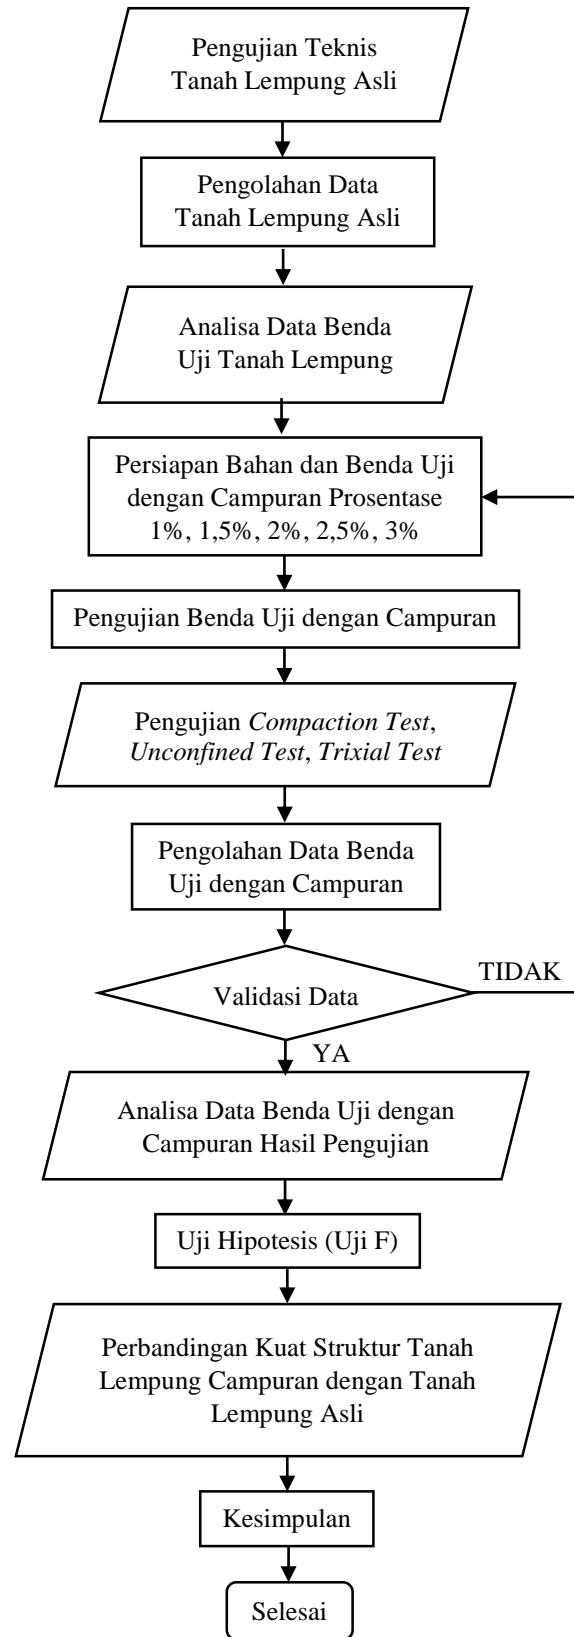 Pengujian Teknis
Tanah Lempung Asli
Pengolahan Data
Tanah Lempung Asli
Analisa Data Benda
Uji Tanah Lempung
Persiapan Bahan dan Benda Uji
dengan Campuran Prosentase
1%, 1,5%, 2%, 2,5%, 3%
Pengujian Benda Uji dengan Campuran
Pengujian Compaction Test,
Unconfined Test, Trixial Test
Pengolahan Data Benda
Uji dengan Campuran
Validasi Data
TIDAK
YA
Analisa Data Benda Uji dengan
Campuran Hasil Pengujian
Uji Hipotesis (Uji F)
Perbandingan Kuat Struktur Tanah
Lempung Campuran dengan Tanah
Lempung Asli
Kesimpulan
Selesai